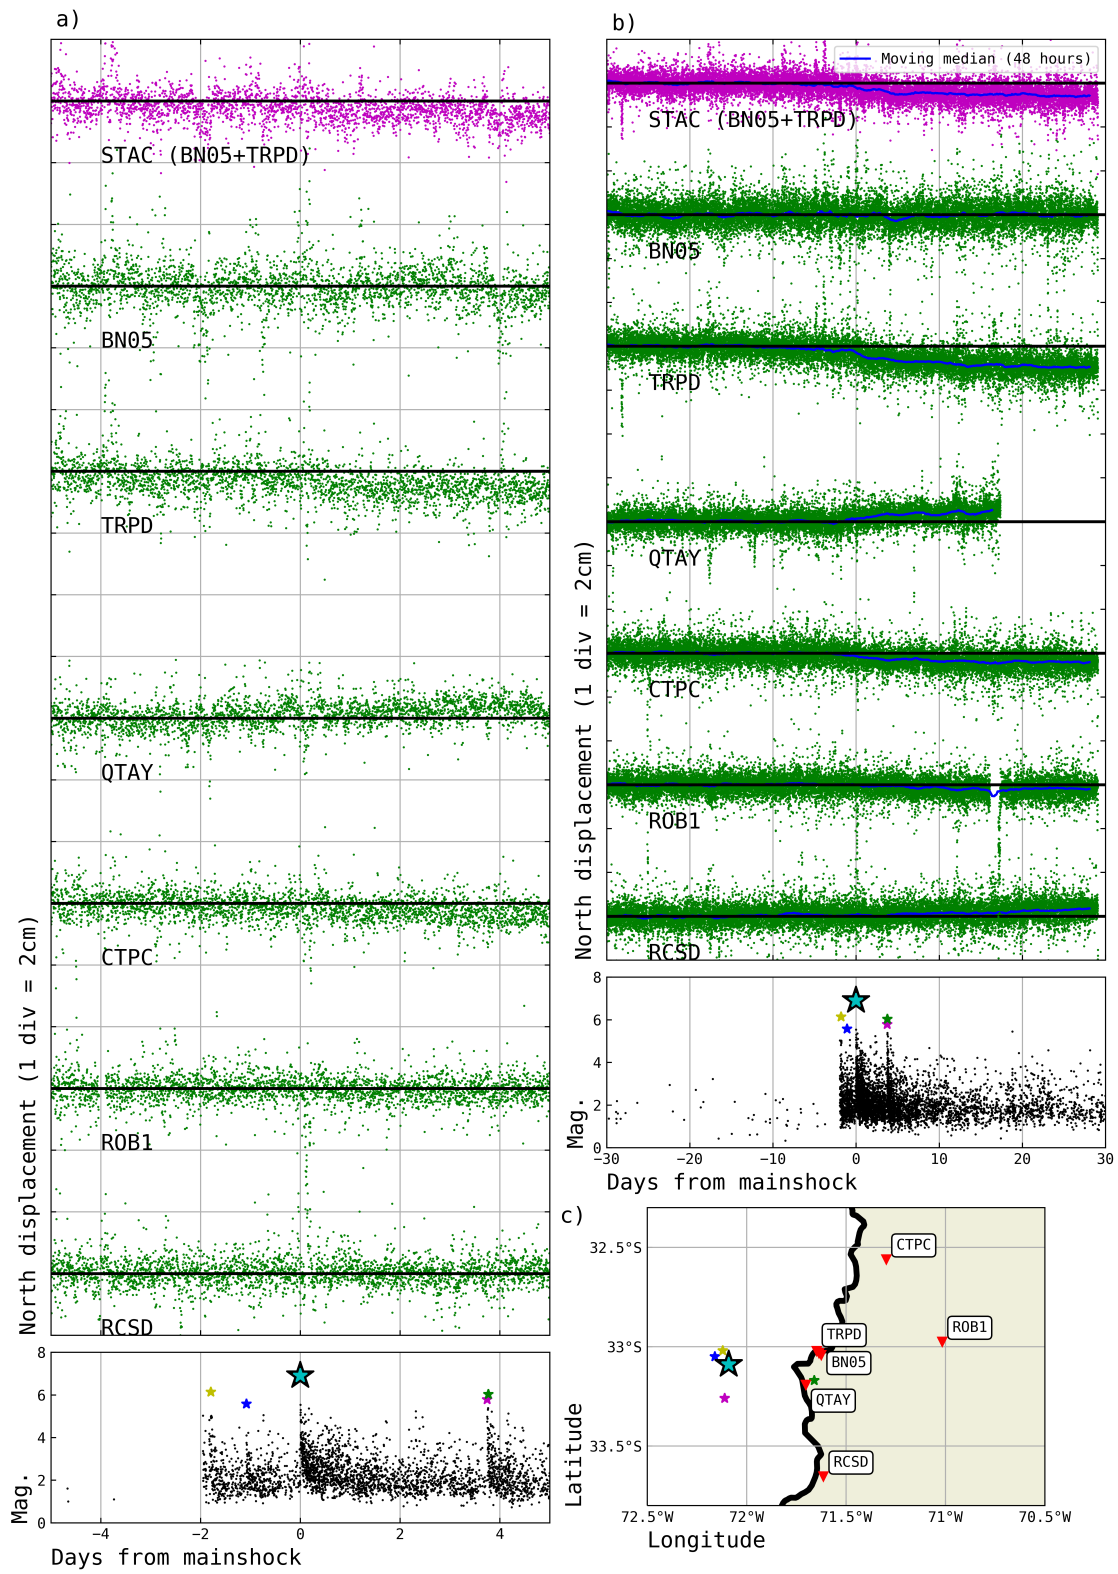 a)
STAC (BN05+TRPD)
BN05
TRPD
QTAY
CTPC
ROB1
RCSD
North displacement (1 div = 2cm)
8
6
4
2
0
Mag.
−4
−2
0
2
4
Days from mainshock
b)
Moving median (48 hours)
STAC (BN05+TRPD)
BN05
TRPD
QTAY
CTPC
ROB1
RCSD
North displacement (1 div = 2cm)
8
6
4
2
0
Mag.
−30
−20
−10
0
10
20
30
Days from mainshock
c)
32.5°S
33°S
33.5°S
Latitude
CTPC
ROB1
TRPD
BN05
QTAY
RCSD
72.5°W
72°W
71.5°W
71°W
70.5°W
Longitude